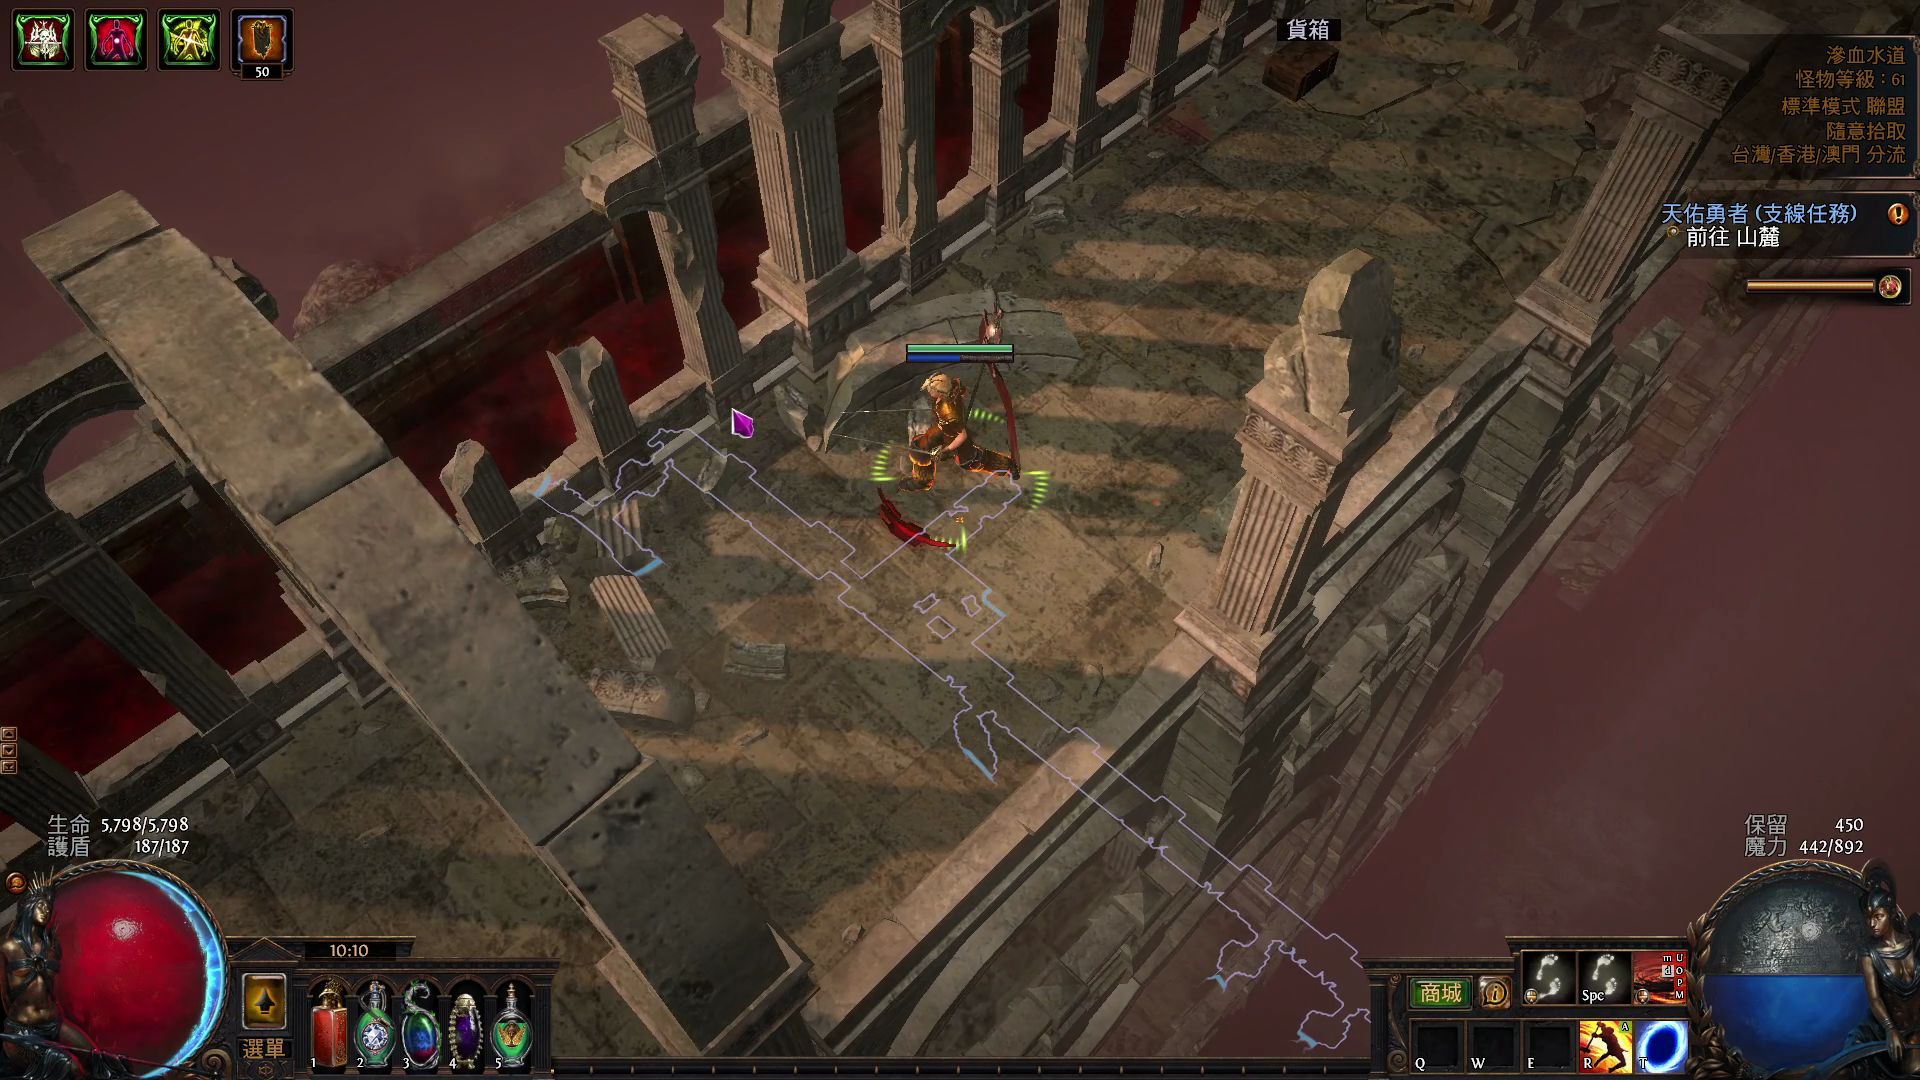 50
貨箱
滲血水道
怪物等級：61
標準模式 聯盟
隨意拾取
台灣/香港/澳門 分流
天佑勇者 (支線任務)
前往 山麓
生命 5,798/5,798
護盾 187/187
保留 450
魔力 442/892
10:10
選單
1 2 3 4 5
商城
Spc
Q W E R T
A